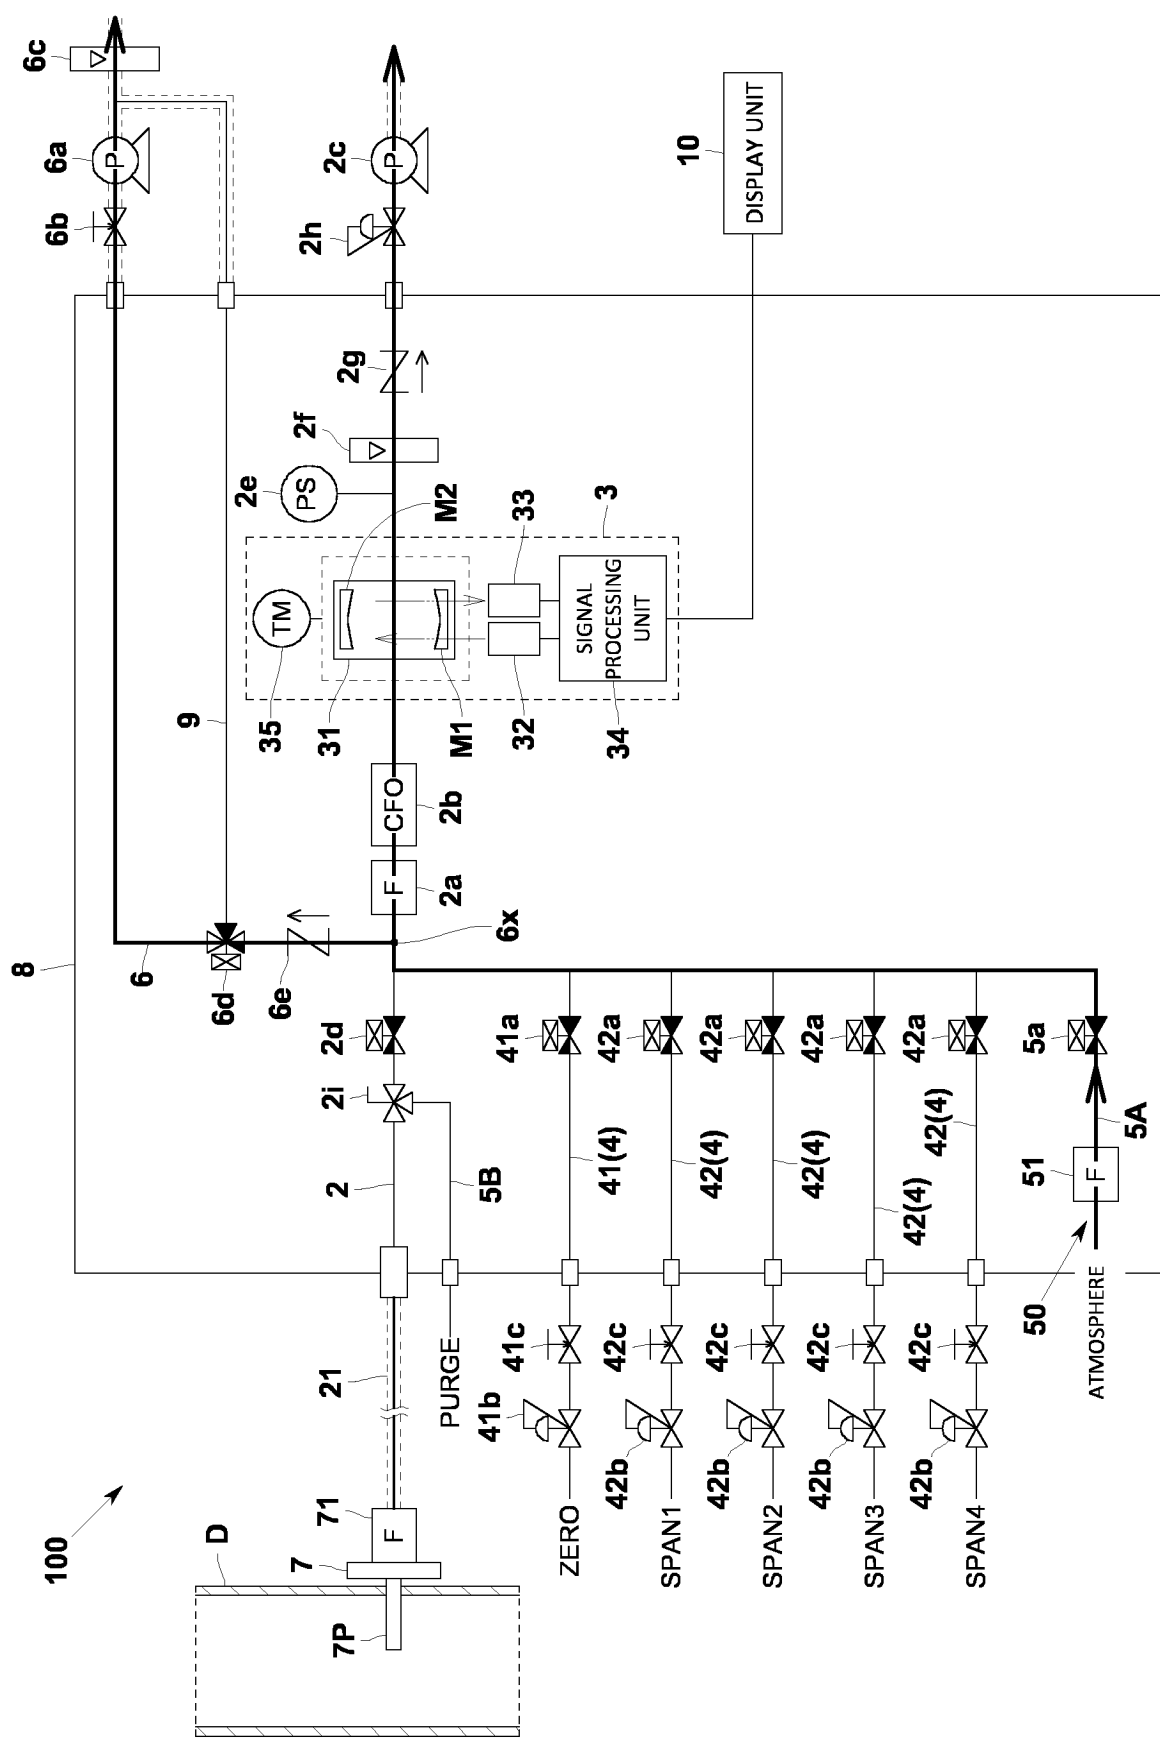 8
6c
100
6b
6a
P
6
9
D
6d
2e
6e
35
TM
PS
2f
7
2h
71
21
2i
2d
31
2c
2
7P
2g
F
F
CFO
P
PURGE
2a
2b
M1
M2
41b
5B
6x
41c
41a
32
33
ZERO
SIGNAL
PROCESSING
UNIT
3
41(4)
42b
42c
42a
34
SPAN1
42(4)
10
42b
42c
42a
DISPLAY UNIT
SPAN2
42(4)
42b
42c
42a
SPAN3
42(4)
42b
42c
42a
42(4)
SPAN4
50
51
5a
ATMOSPHERE
F
5A